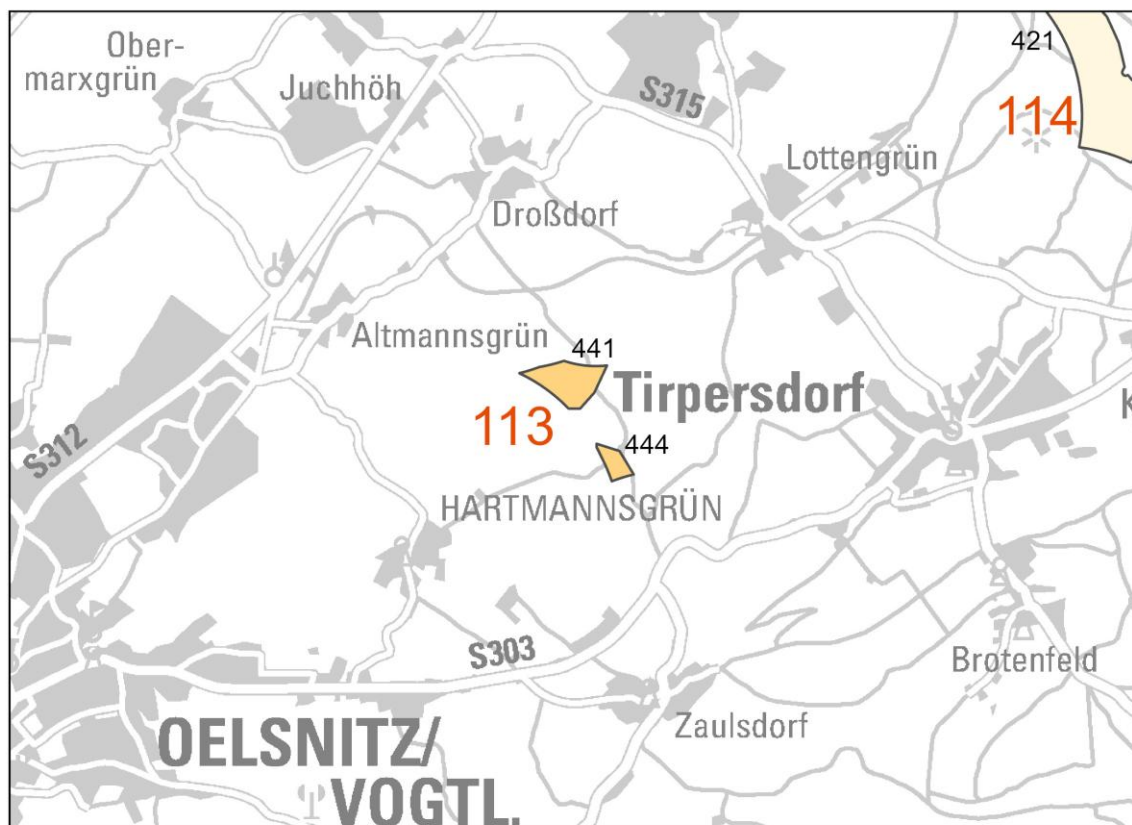 Ober-
marxgrün
Juchhöh
S315
421
114
Lottengrün
Droßdorf
Altmannsgrün
441
Tirpersdorf
113
K
S312
444
HARTMANNSGRÜN
S303
Brotenfeld
OELSNITZ/
VOGTL.
Zaulsdorf